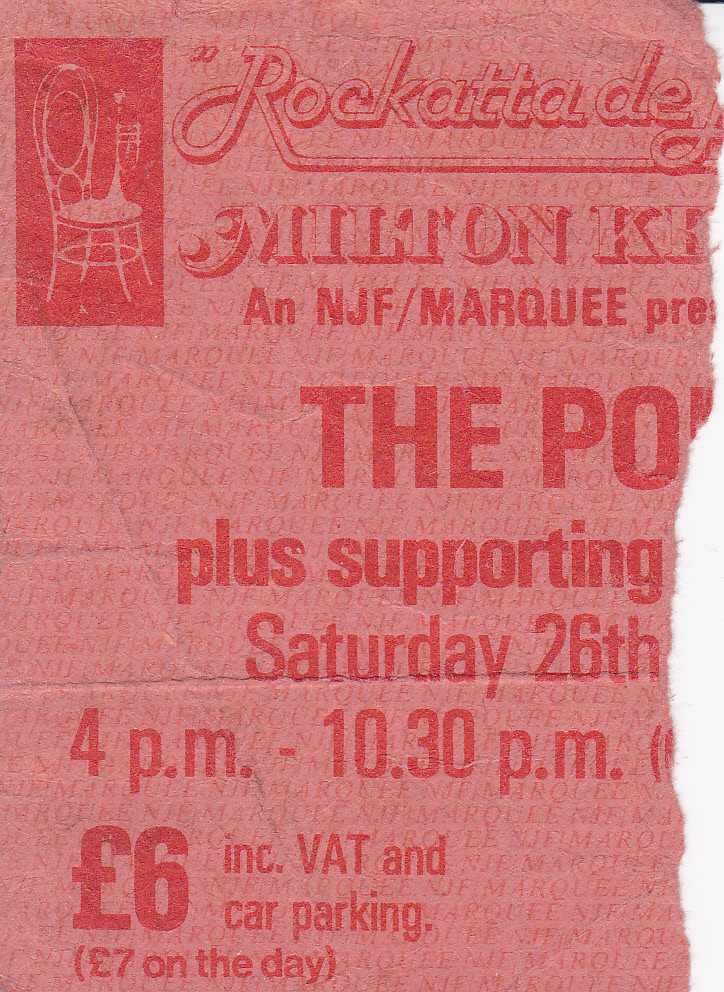 "Rockatta de
MILTON KE
An NJF/MARQUEE pres
THE PO
plus supporting
Saturday 26th
4 p.m. - 10.30 p.m. (
£6 inc. VAT and
car parking.
(£7 on the day)